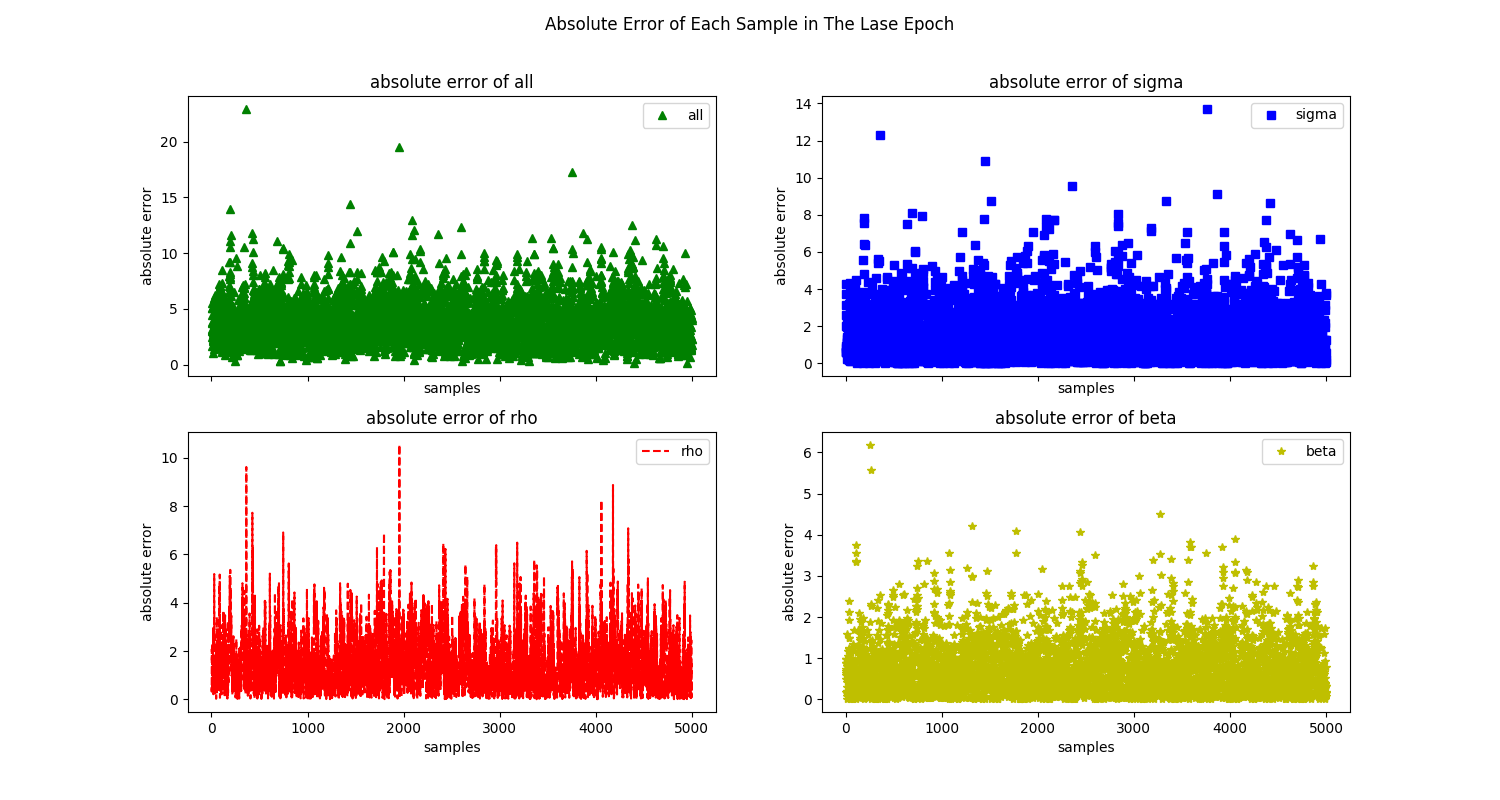 Absolute Error of Each Sample in The Lase Epoch
absolute error of all
absolute error
20
15
10
5
0
all
samples
absolute error of sigma
absolute error
14
12
10
8
6
4
2
0
sigma
samples
absolute error of rho
absolute error
10
8
6
4
2
0
rho
0 1000 2000 3000 4000 5000
samples
absolute error of beta
absolute error
6
5
4
3
2
1
0
beta
0 1000 2000 3000 4000 5000
samples